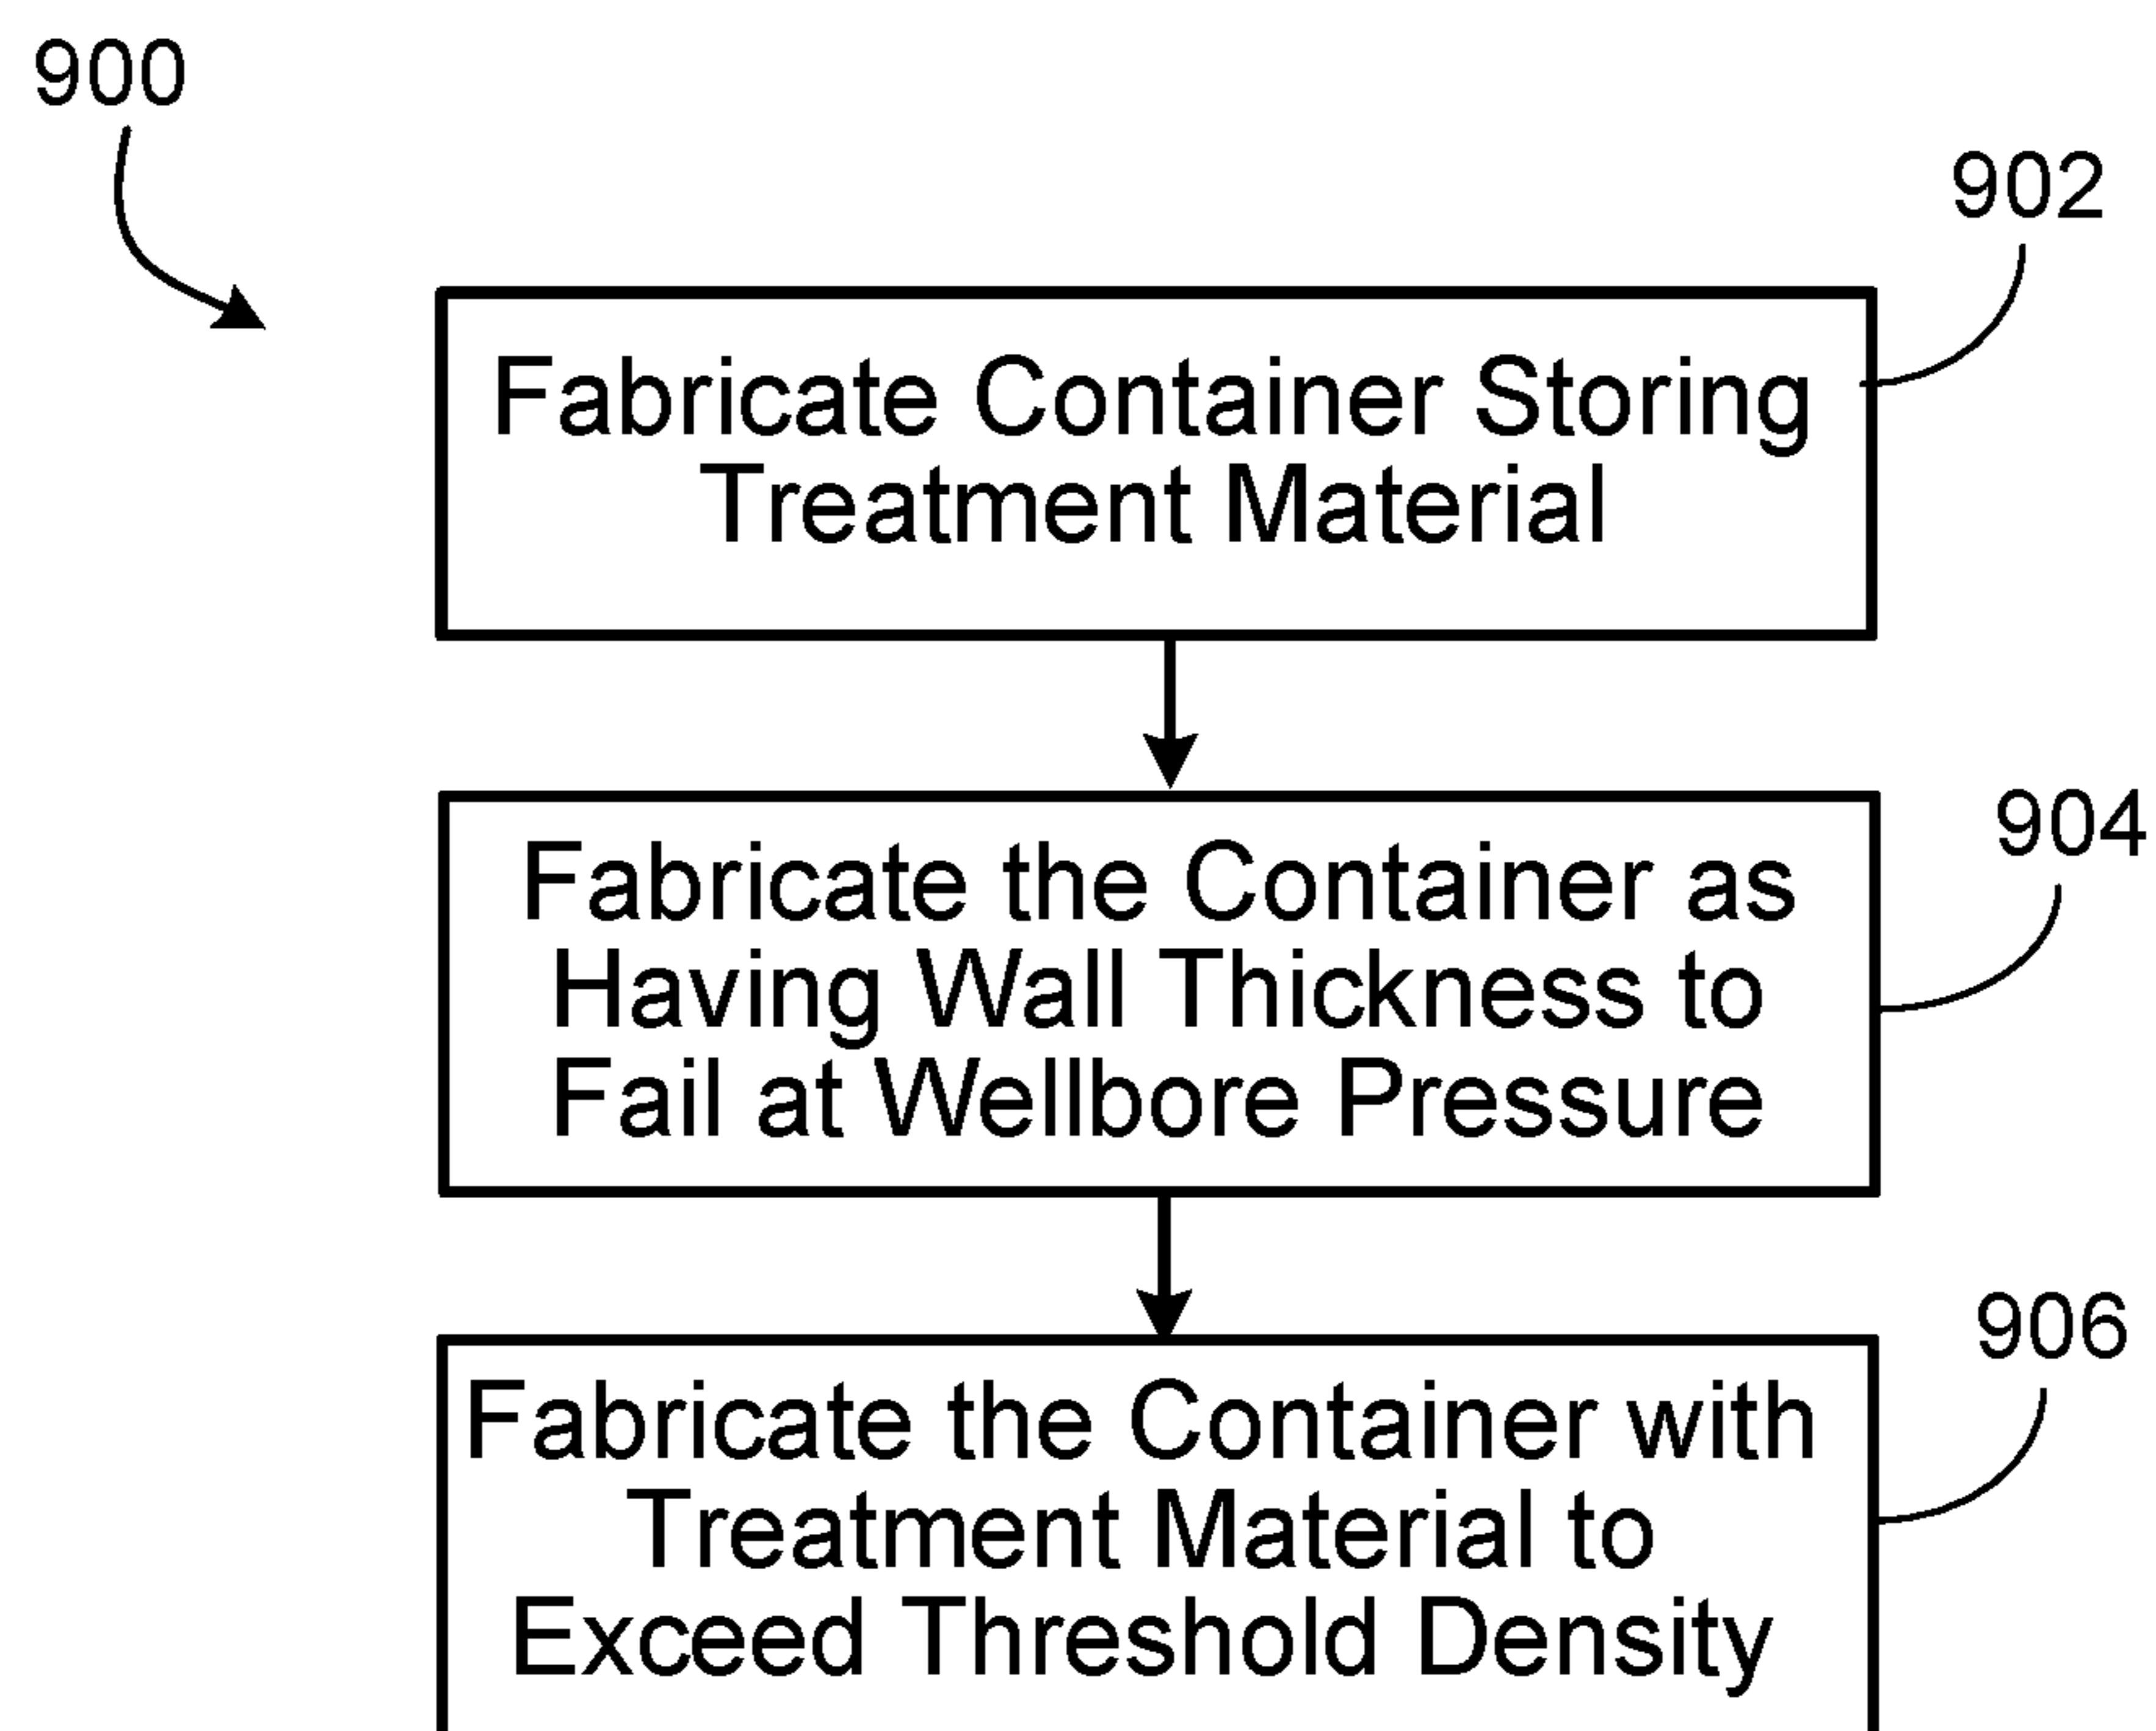 900
902
Fabricate Container Storing
Treatment Material
904
Fabricate the Container as
Having Wall Thickness to
Fail at Wellbore Pressure
906
Fabricate the Container with
Treatment Material to
Exceed Threshold Density